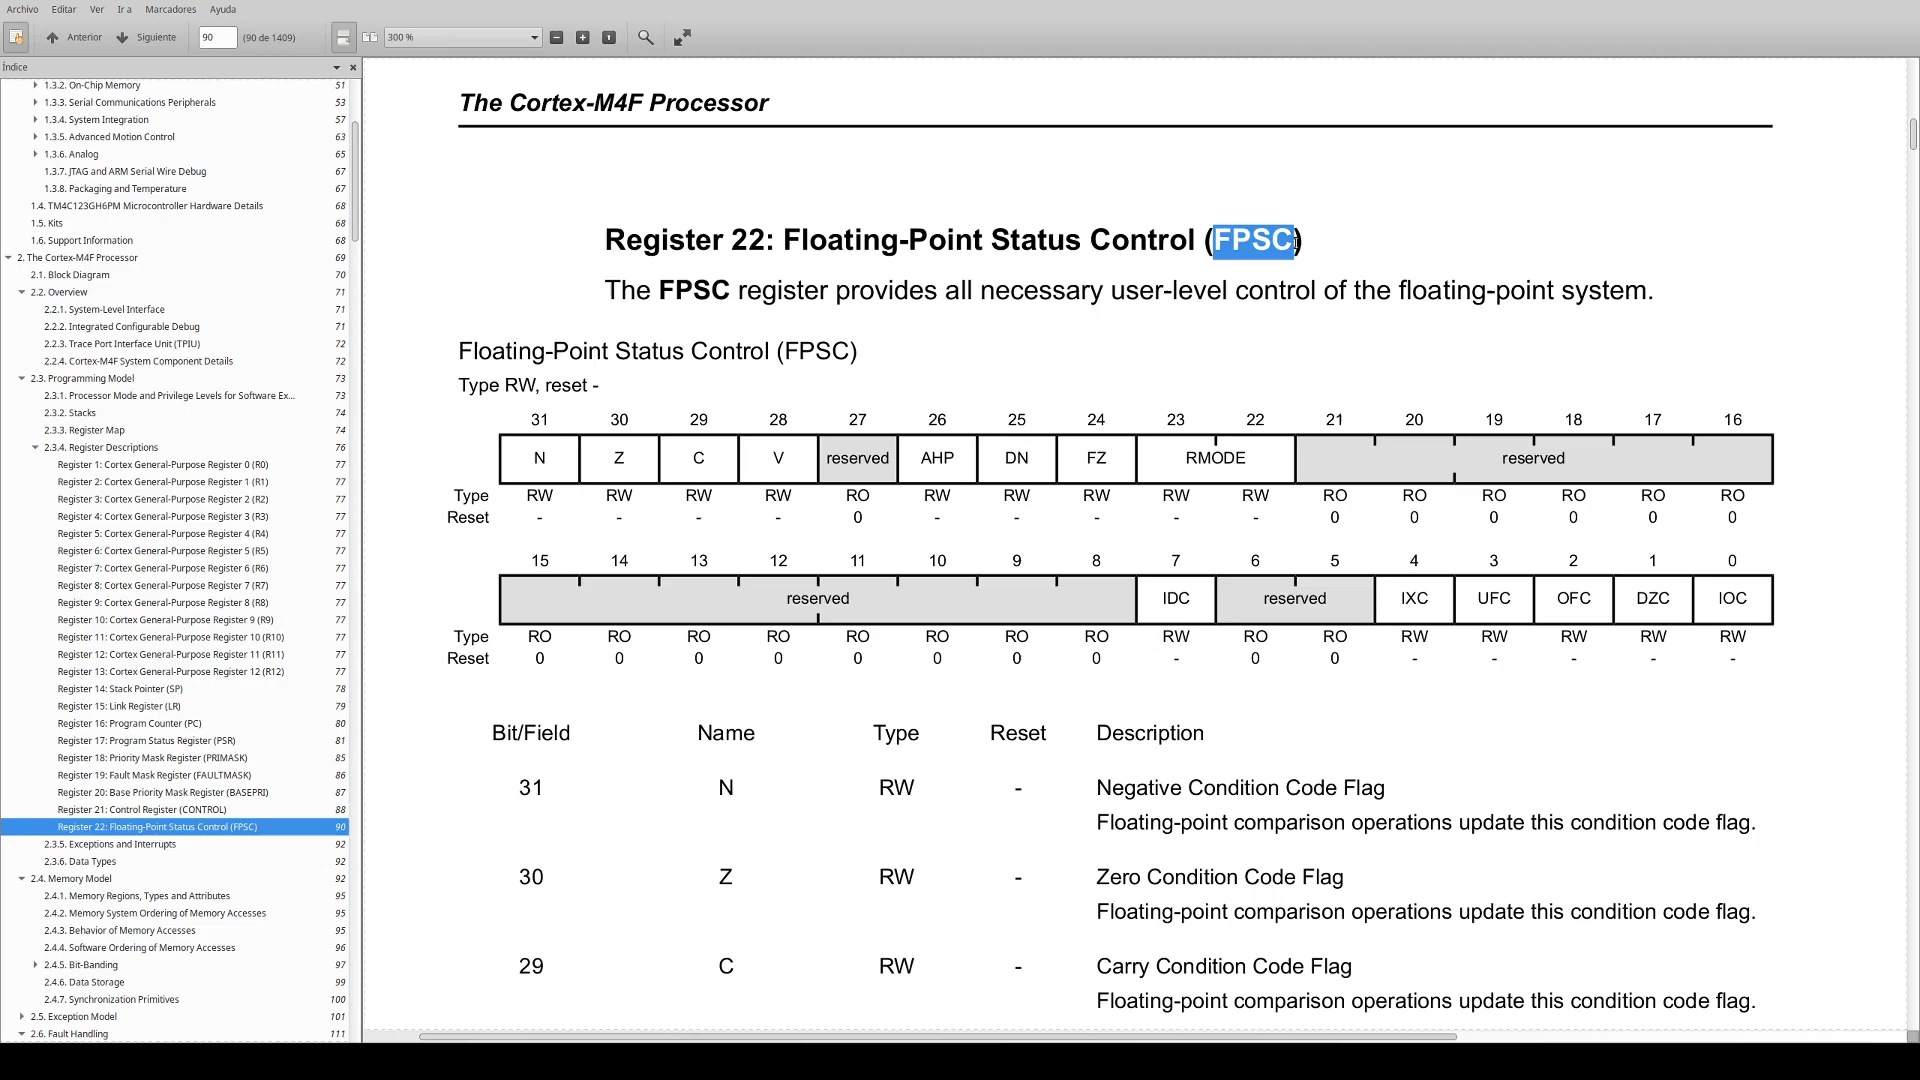 Archivo Editar Ver Ir a Marcadores Ayuda
Anterior Siguiente 90 (90 de 1409) 300 %
Índice
1.3.2. On-Chip Memory 51
1.3.3. Serial Communications Peripherals 53
1.3.4. System Integration 57
1.3.5. Advanced Motion Control 63
1.3.6. Analog 65
1.3.7. JTAG and ARM Serial Wire Debug 67
1.3.8. Packaging and Temperature 67
1.4. TM4C123GH6PM Microcontroller Hardware Details 68
1.5. Kits 68
1.6. Support Information 68
2. The Cortex-M4F Processor 69
2.1. Block Diagram 70
2.2. Overview 71
2.2.1. System-Level Interface 71
2.2.2. Integrated Configurable Debug 71
2.2.3. Trace Port Interface Unit (TPIU) 72
2.2.4. Cortex-M4F System Component Details 72
2.3. Programming Model 73
2.3.1. Processor Mode and Privilege Levels for Software Ex... 73
2.3.2. Stacks 74
2.3.3. Register Map 74
2.3.4. Register Descriptions 76
Register 1: Cortex General-Purpose Register 0 (R0) 77
Register 2: Cortex General-Purpose Register 1 (R1) 77
Register 3: Cortex General-Purpose Register 2 (R2) 77
Register 4: Cortex General-Purpose Register 3 (R3) 77
Register 5: Cortex General-Purpose Register 4 (R4) 77
Register 6: Cortex General-Purpose Register 5 (R5) 77
Register 7: Cortex General-Purpose Register 6 (R6) 77
Register 8: Cortex General-Purpose Register 7 (R7) 77
Register 9: Cortex General-Purpose Register 8 (R8) 77
Register 10: Cortex General-Purpose Register 9 (R9) 77
Register 11: Cortex General-Purpose Register 10 (R10) 77
Register 12: Cortex General-Purpose Register 11 (R11) 77
Register 13: Cortex General-Purpose Register 12 (R12) 77
Register 14: Stack Pointer (SP) 78
Register 15: Link Register (LR) 79
Register 16: Program Counter (PC) 80
Register 17: Program Status Register (PSR) 81
Register 18: Priority Mask Register (PRIMASK) 85
Register 19: Fault Mask Register (FAULTMASK) 86
Register 20: Base Priority Mask Register (BASEPRI) 87
Register 21: Control Register (CONTROL) 88
Register 22: Floating-Point Status Control (FPSC) 90
2.3.5. Exceptions and Interrupts 92
2.3.6. Data Types 92
2.4. Memory Model 92
2.4.1. Memory Regions, Types and Attributes 95
2.4.2. Memory System Ordering of Memory Accesses 95
2.4.3. Behavior of Memory Accesses 95
2.4.4. Software Ordering of Memory Accesses 96
2.4.5. Bit-Banding 97
2.4.6. Data Storage 99
2.4.7. Synchronization Primitives 100
2.5. Exception Model 101
2.6. Fault Handling 111
The Cortex-M4F Processor
Register 22: Floating-Point Status Control (FPSC)
The FPSC register provides all necessary user-level control of the floating-point system.
Floating-Point Status Control (FPSC)
Type RW, reset -
31 30 29 28 27 26 25 24 23 22 21 20 19 18 17 16
N Z C V reserved AHP DN FZ RMODE reserved
Type RW RW RW RW RO RW RW RW RW RW RO RO RO RO RO RO
Reset - - - - 0 - - - - - 0 0 0 0 0 0
15 14 13 12 11 10 9 8 7 6 5 4 3 2 1 0
reserved IDC reserved IXC UFC OFC DZC IOC
Type RO RO RO RO RO RO RO RO RW RO RO RW RW RW RW RW
Reset 0 0 0 0 0 0 0 0 - 0 0 - - - - -
Bit/Field Name Type Reset Description
31 N RW - Negative Condition Code Flag
Floating-point comparison operations update this condition code flag.
30 Z RW - Zero Condition Code Flag
Floating-point comparison operations update this condition code flag.
29 C RW - Carry Condition Code Flag
Floating-point comparison operations update this condition code flag.